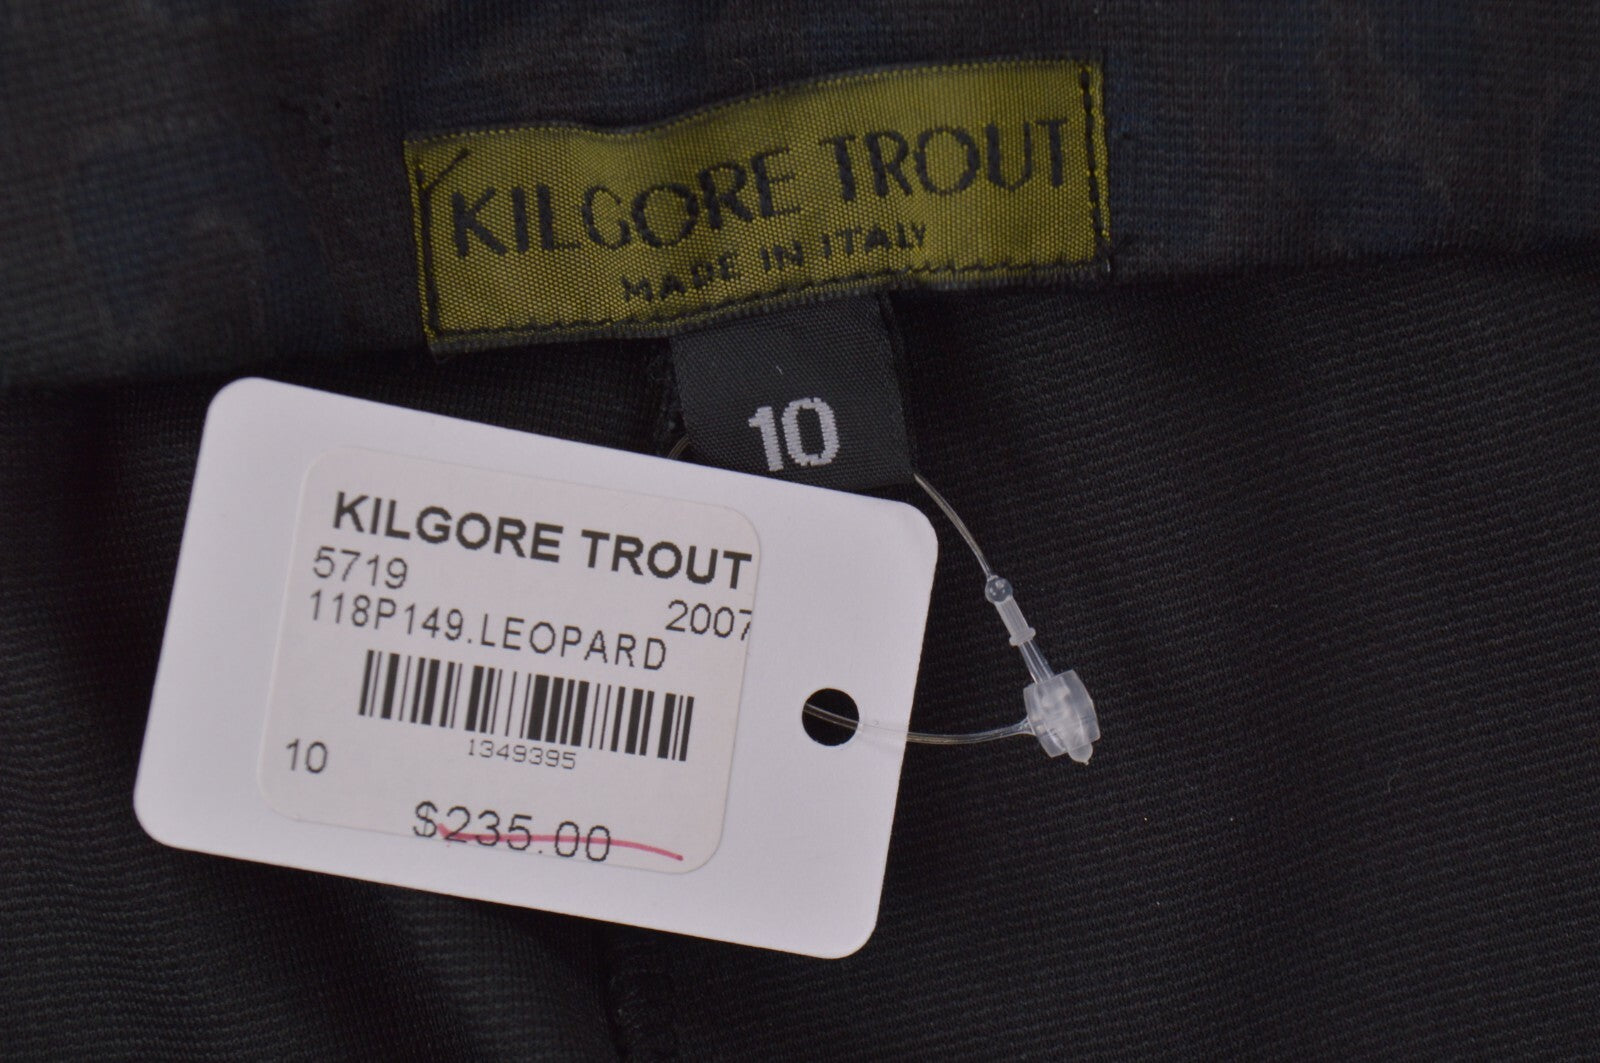 KILGORE TROUT
MADE IN ITALY
10
KILGORE TROUT
5719
2007
118P149.LEOPARD
1349395
10
$235.00